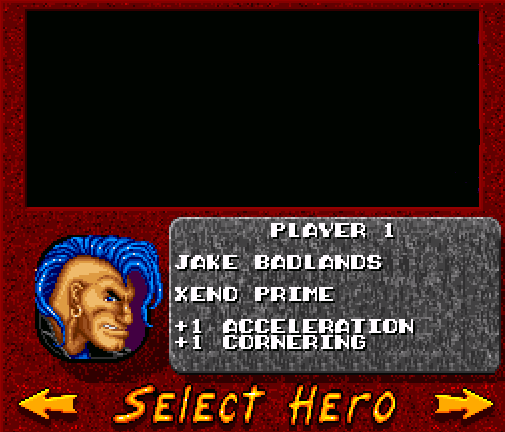 PLAYER 1
JAKE BADLANDS
XENO PRIME
+1 ACCELERATION
+1 CORNERING
Select Hero